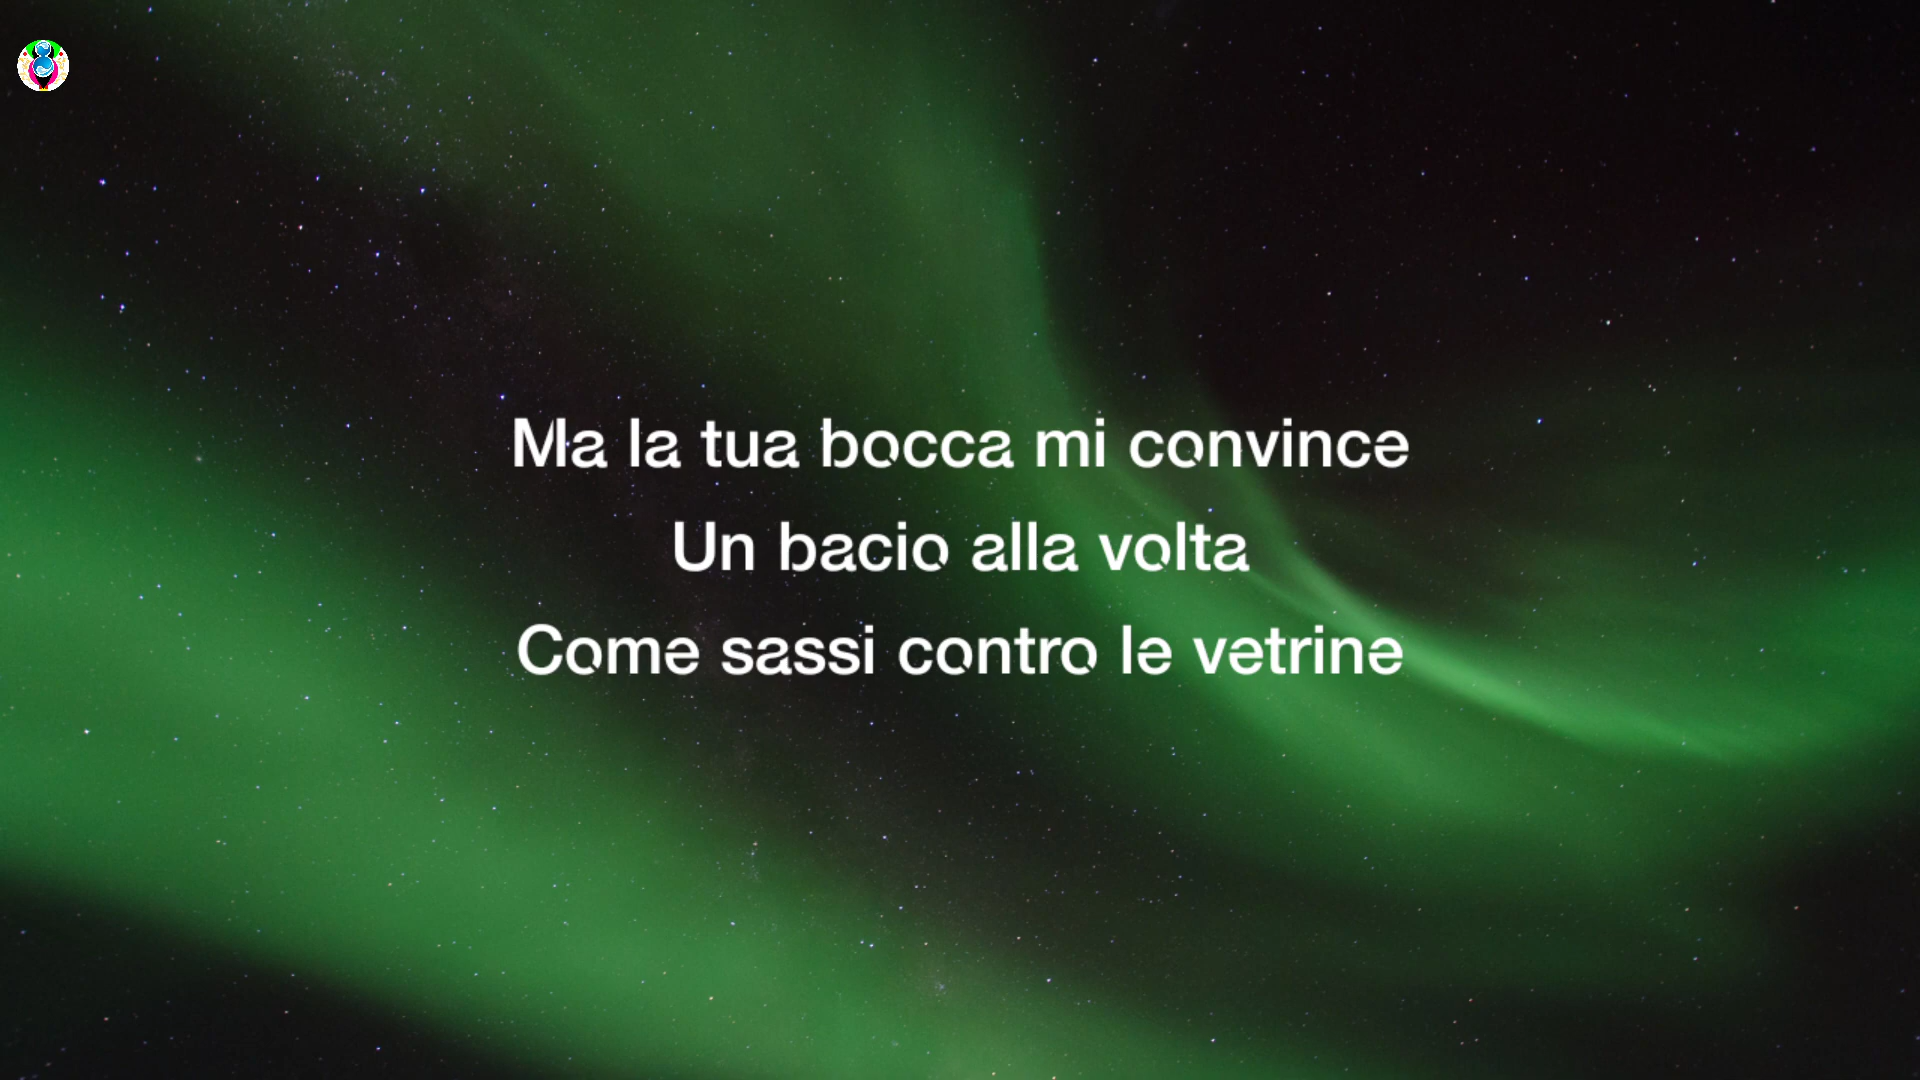 Ma la tua bocca mi convince
Un bacio alla volta
Come sassi contro le vetrine